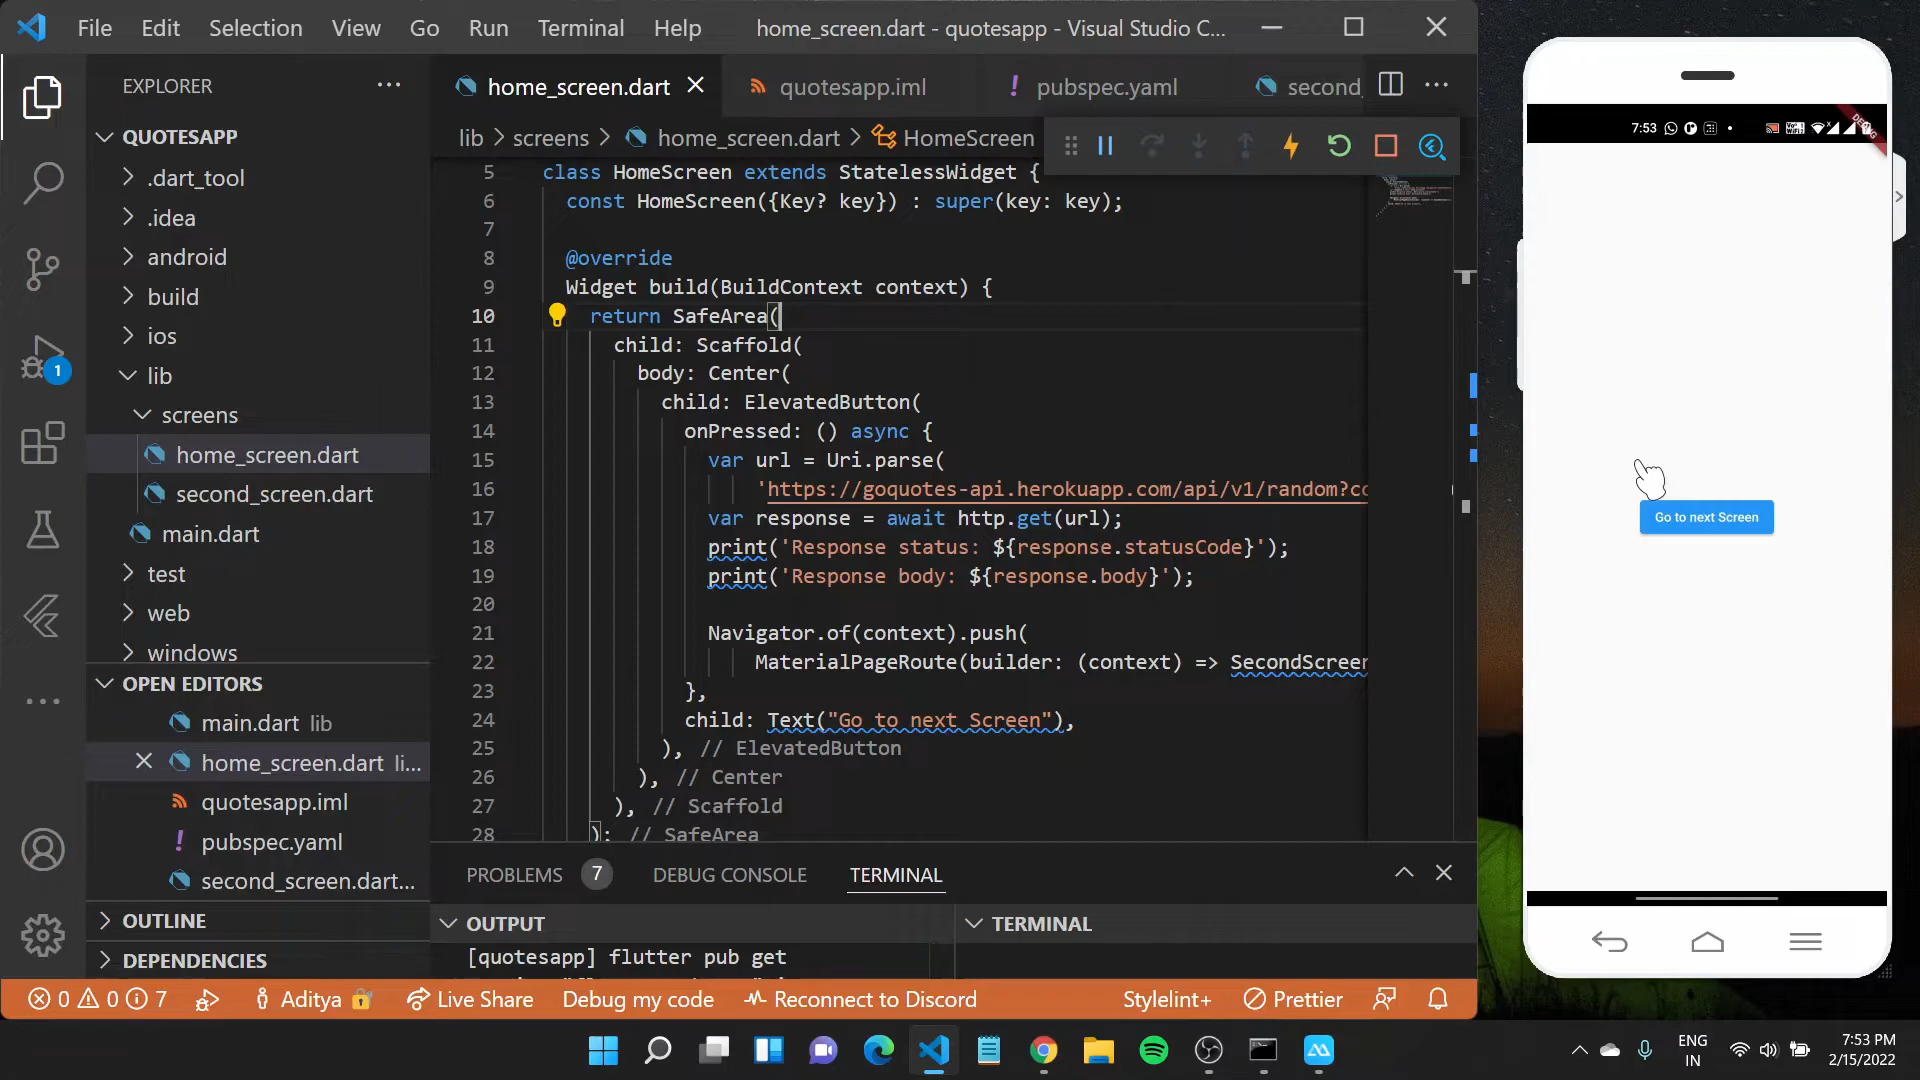 File Edit Selection View Go Run Terminal Help home_screen.dart - quotesapp - Visual Studio C...
EXPLORER
QUOTESAPP
.dart_tool
.idea
android
build
ios
lib
screens
home_screen.dart
second_screen.dart
main.dart
test
web
windows
OPEN EDITORS
main.dart lib
home_screen.dart li...
quotesapp.iml
pubspec.yaml
second_screen.dart...
OUTLINE
DEPENDENCIES
home_screen.dart quotesapp.iml pubspec.yaml second_
lib > screens > home_screen.dart > HomeScreen
5 class HomeScreen extends StatelessWidget {
6 const HomeScreen({Key? key}) : super(key: key);
7
8 @override
9 Widget build(BuildContext context) {
10 return SafeArea(
11 child: Scaffold(
12 body: Center(
13 child: ElevatedButton(
14 onPressed: () async {
15 var url = Uri.parse(
16 'https://goquotes-api.herokuapp.com/api/v1/random?co
17 var response = await http.get(url);
18 print('Response status: ${response.statusCode}');
19 print('Response body: ${response.body}');
20
21 Navigator.of(context).push(
22 MaterialPageRoute(builder: (context) => SecondScreen
23 },
24 child: Text("Go to next Screen"),
25 ), // ElevatedButton
26 ), // Center
27 ), // Scaffold
28 ); // SafeArea
PROBLEMS 7 DEBUG CONSOLE TERMINAL
OUTPUT TERMINAL
[quotesapp] flutter pub get
0 0 7 Aditya Live Share Debug my code Reconnect to Discord Stylelint+ Prettier
1
7:53
DEBUG
Go to next Screen
ENG
IN
7:53 PM
2/15/2022